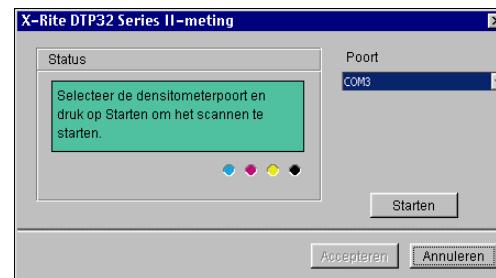 X-Rite DTP32 Series II-meting
Status
Selecteer de densitometerpoort en
druk op Starten om het scannen te
starten.
Poort
COM3
Starten
Accepteren
Annuleren